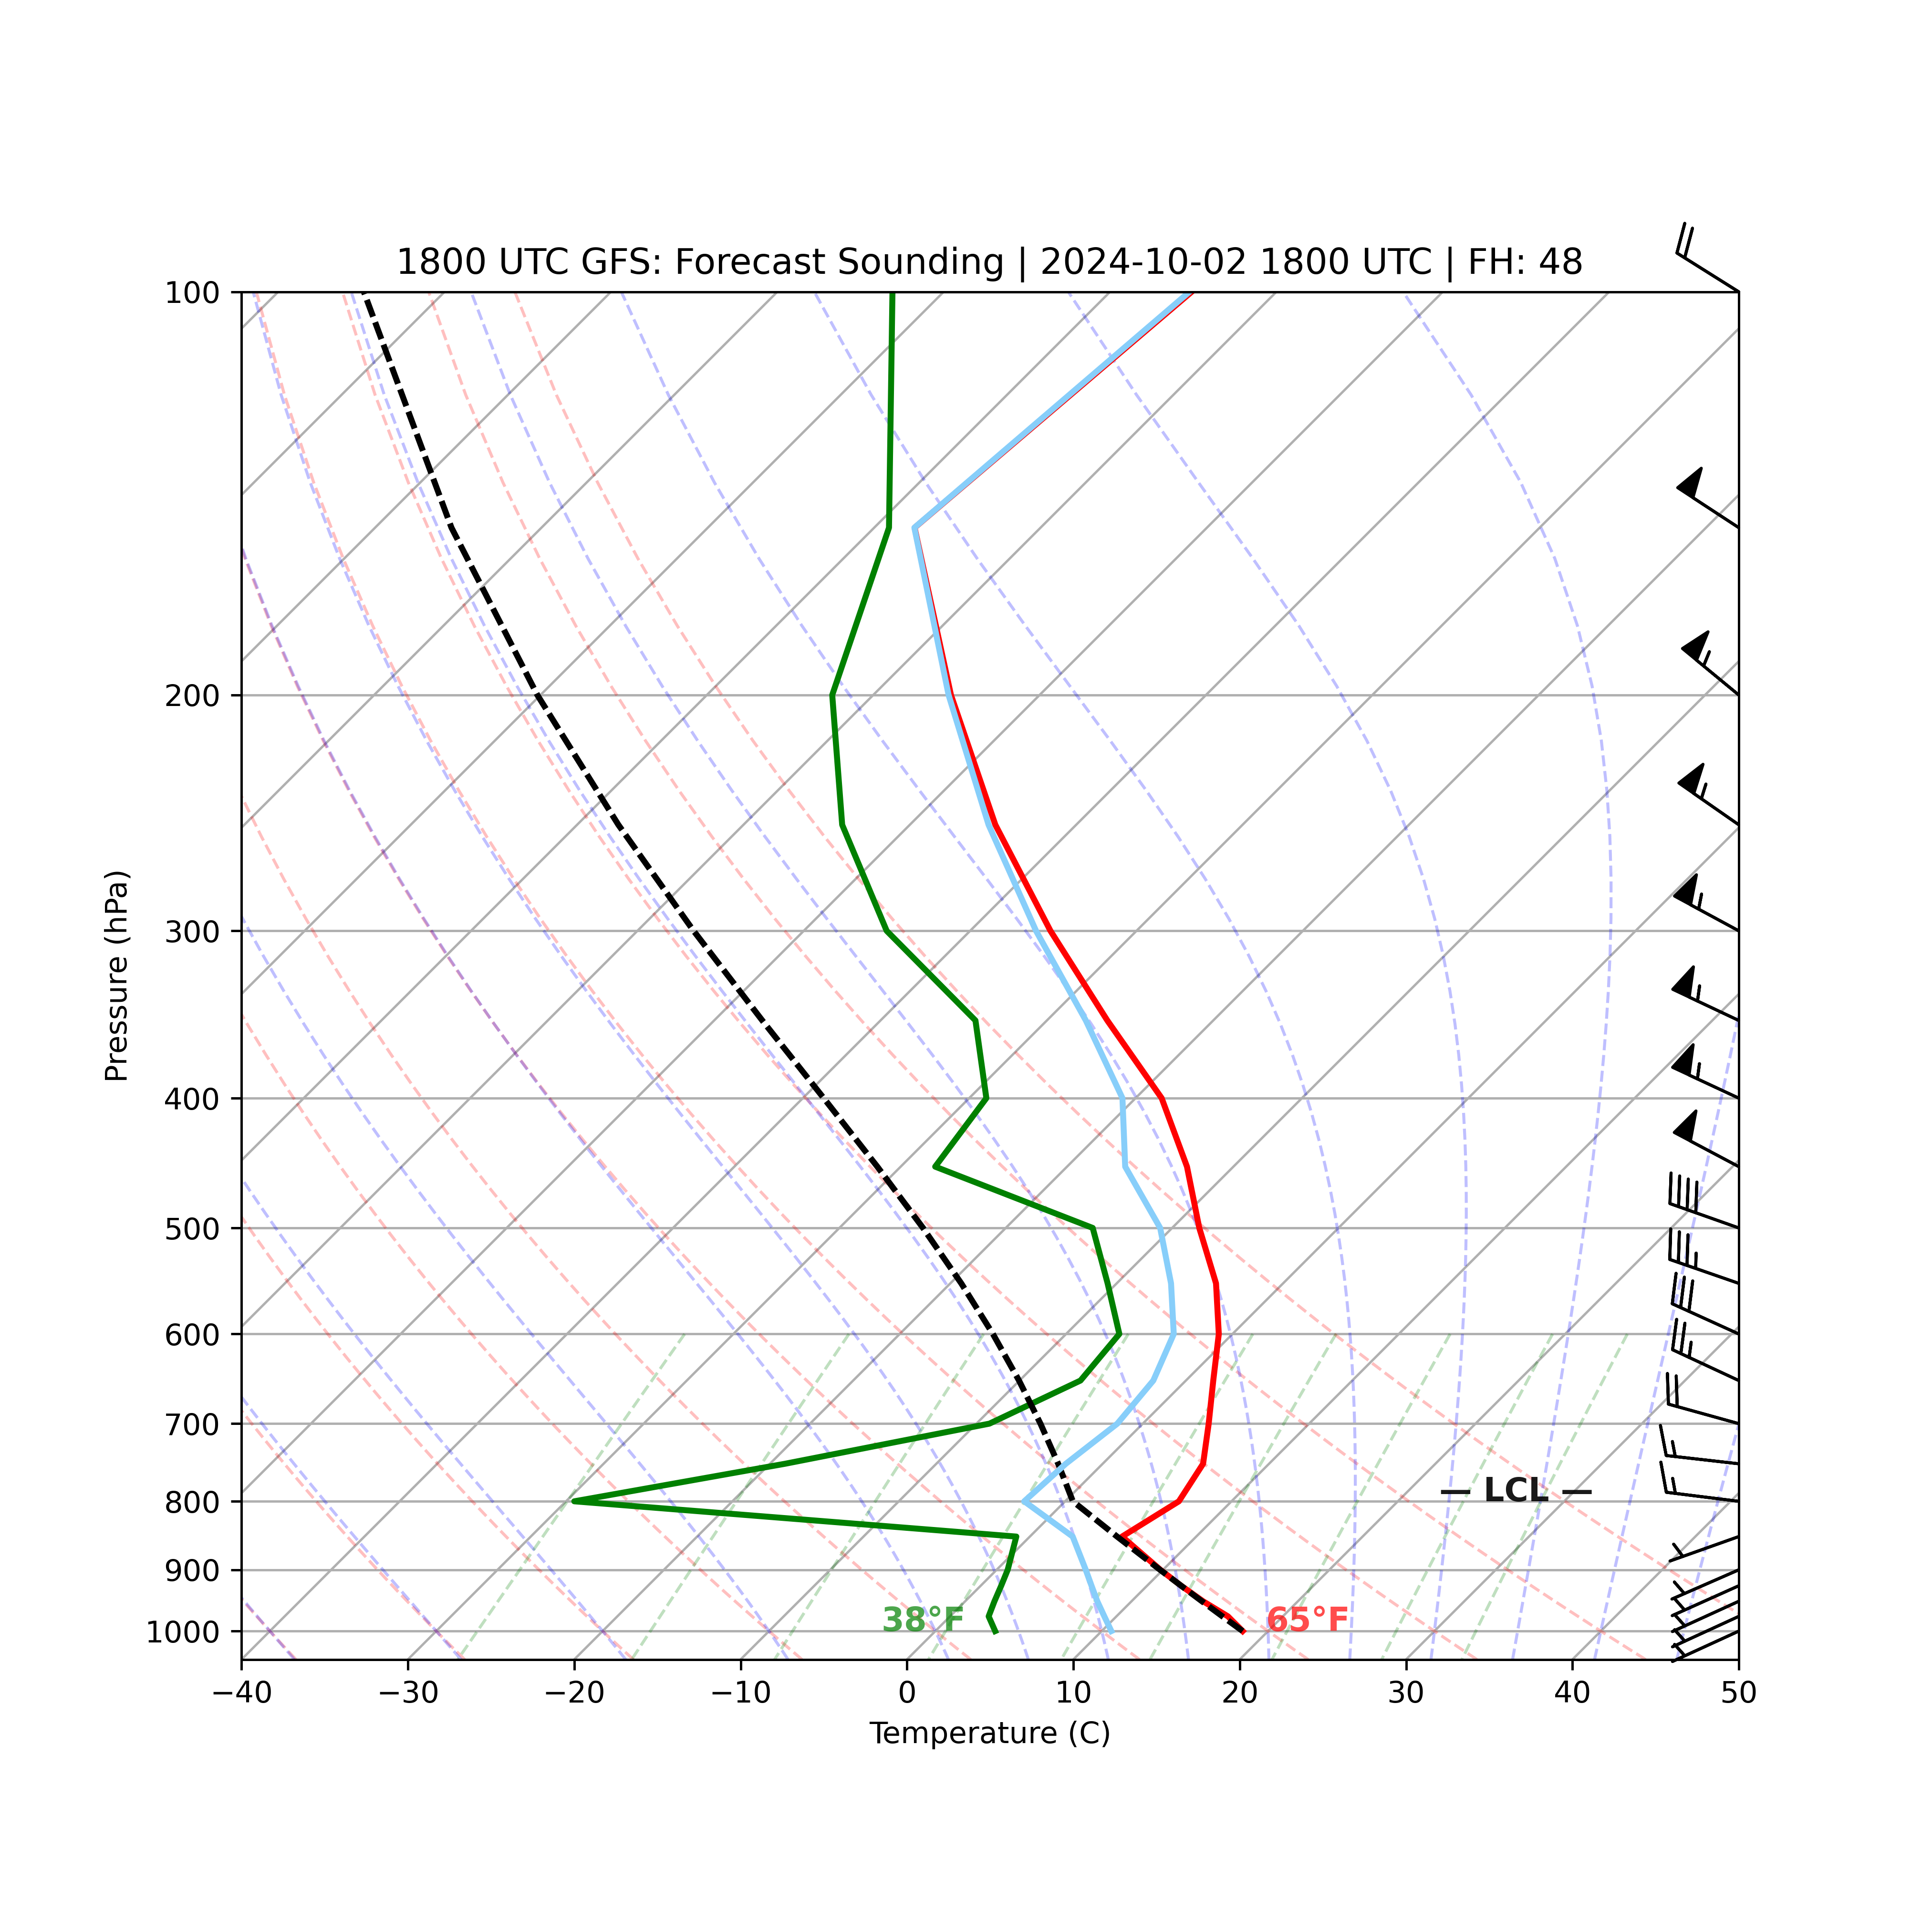 1800 UTC GFS: Forecast Sounding | 2024-10-02 1800 UTC | FH: 48
100
200
300
400
500
600
700
800
900
1000
Pressure (hPa)
— LCL —
38°F
65°F
−40 −30 −20 −10 0 10 20 30 40 50
Temperature (C)